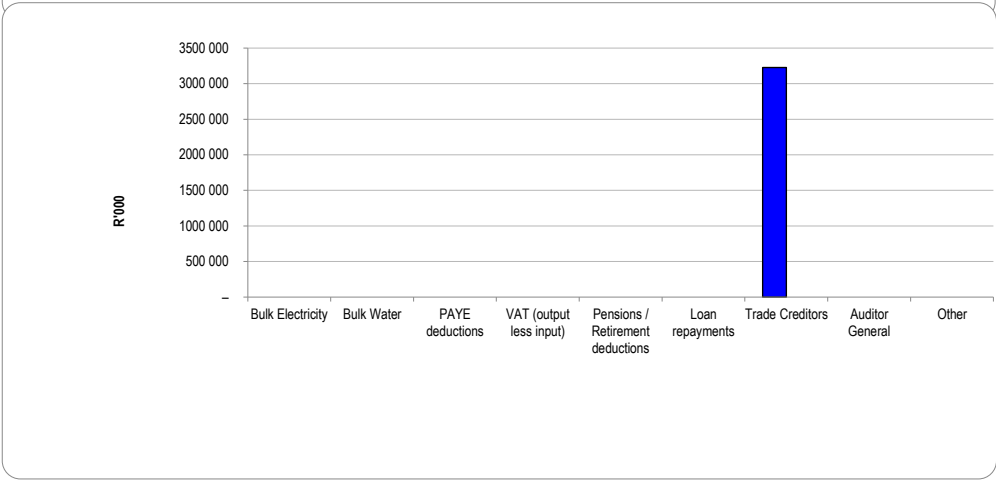 3500 000
3000 000
2500 000
2000 000
1500 000
1000 000
500 000
–
R'000
Bulk Electricity
Bulk Water
PAYE
deductions
VAT (output
less input)
Pensions /
Retirement
deductions
Loan
repayments
Trade Creditors
Auditor
General
Other